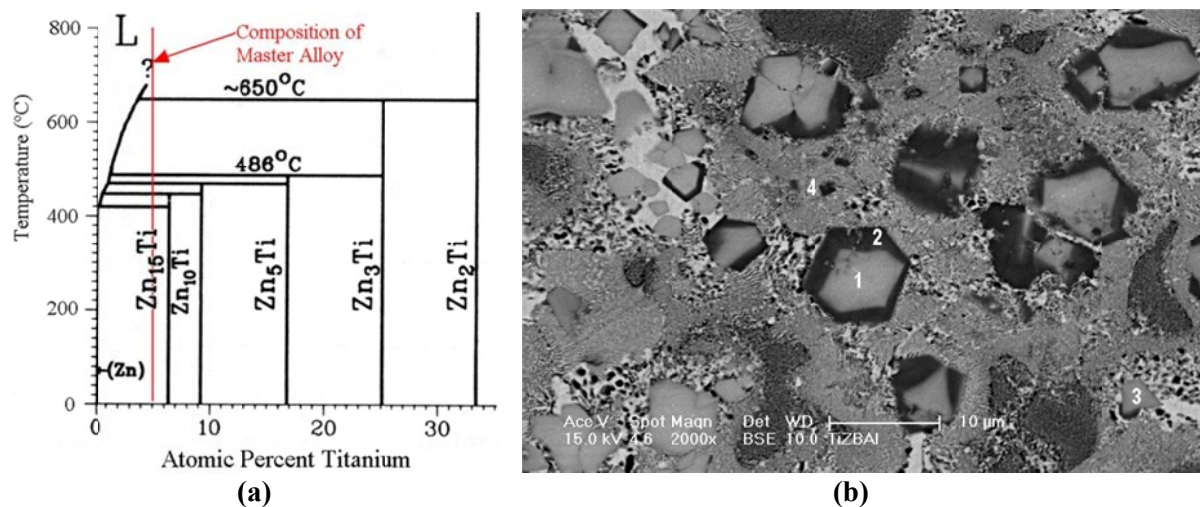 800
600
400
200
0
Temperature (°C)
L
?
Composition of
Master Alloy
~650°C
486°C
Zn15Ti
Zn10Ti
Zn5Ti
Zn3Ti
Zn2Ti
(Zn)
0 10 20 30
Atomic Percent Titanium
(a)
4
2
1
3
Acc.V Spot Magn Det WD 10 µm
15.0 kV 4.6 2000x BSE 10.0 TiZBAl
(b)